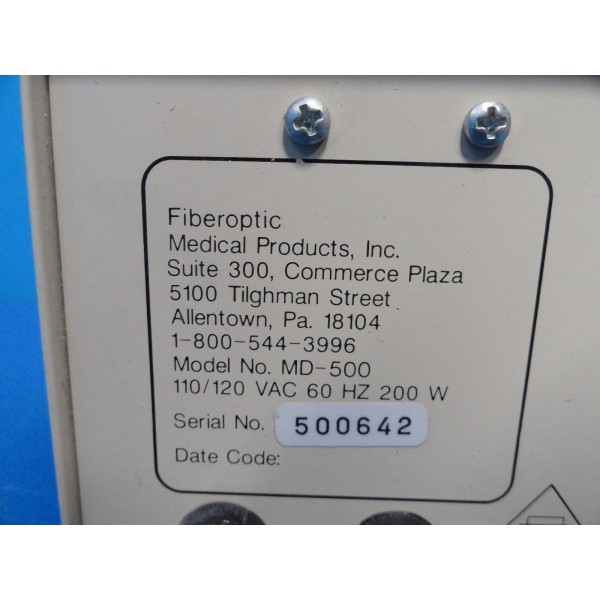 Fiberoptic
Medical Products, Inc.
Suite 300, Commerce Plaza
5100 Tilghman Street
Allentown, Pa. 18104
1-800-544-3996
Model No. MD-500
110/120 VAC 60 HZ 200 W
Serial No. 500642
Date Code: